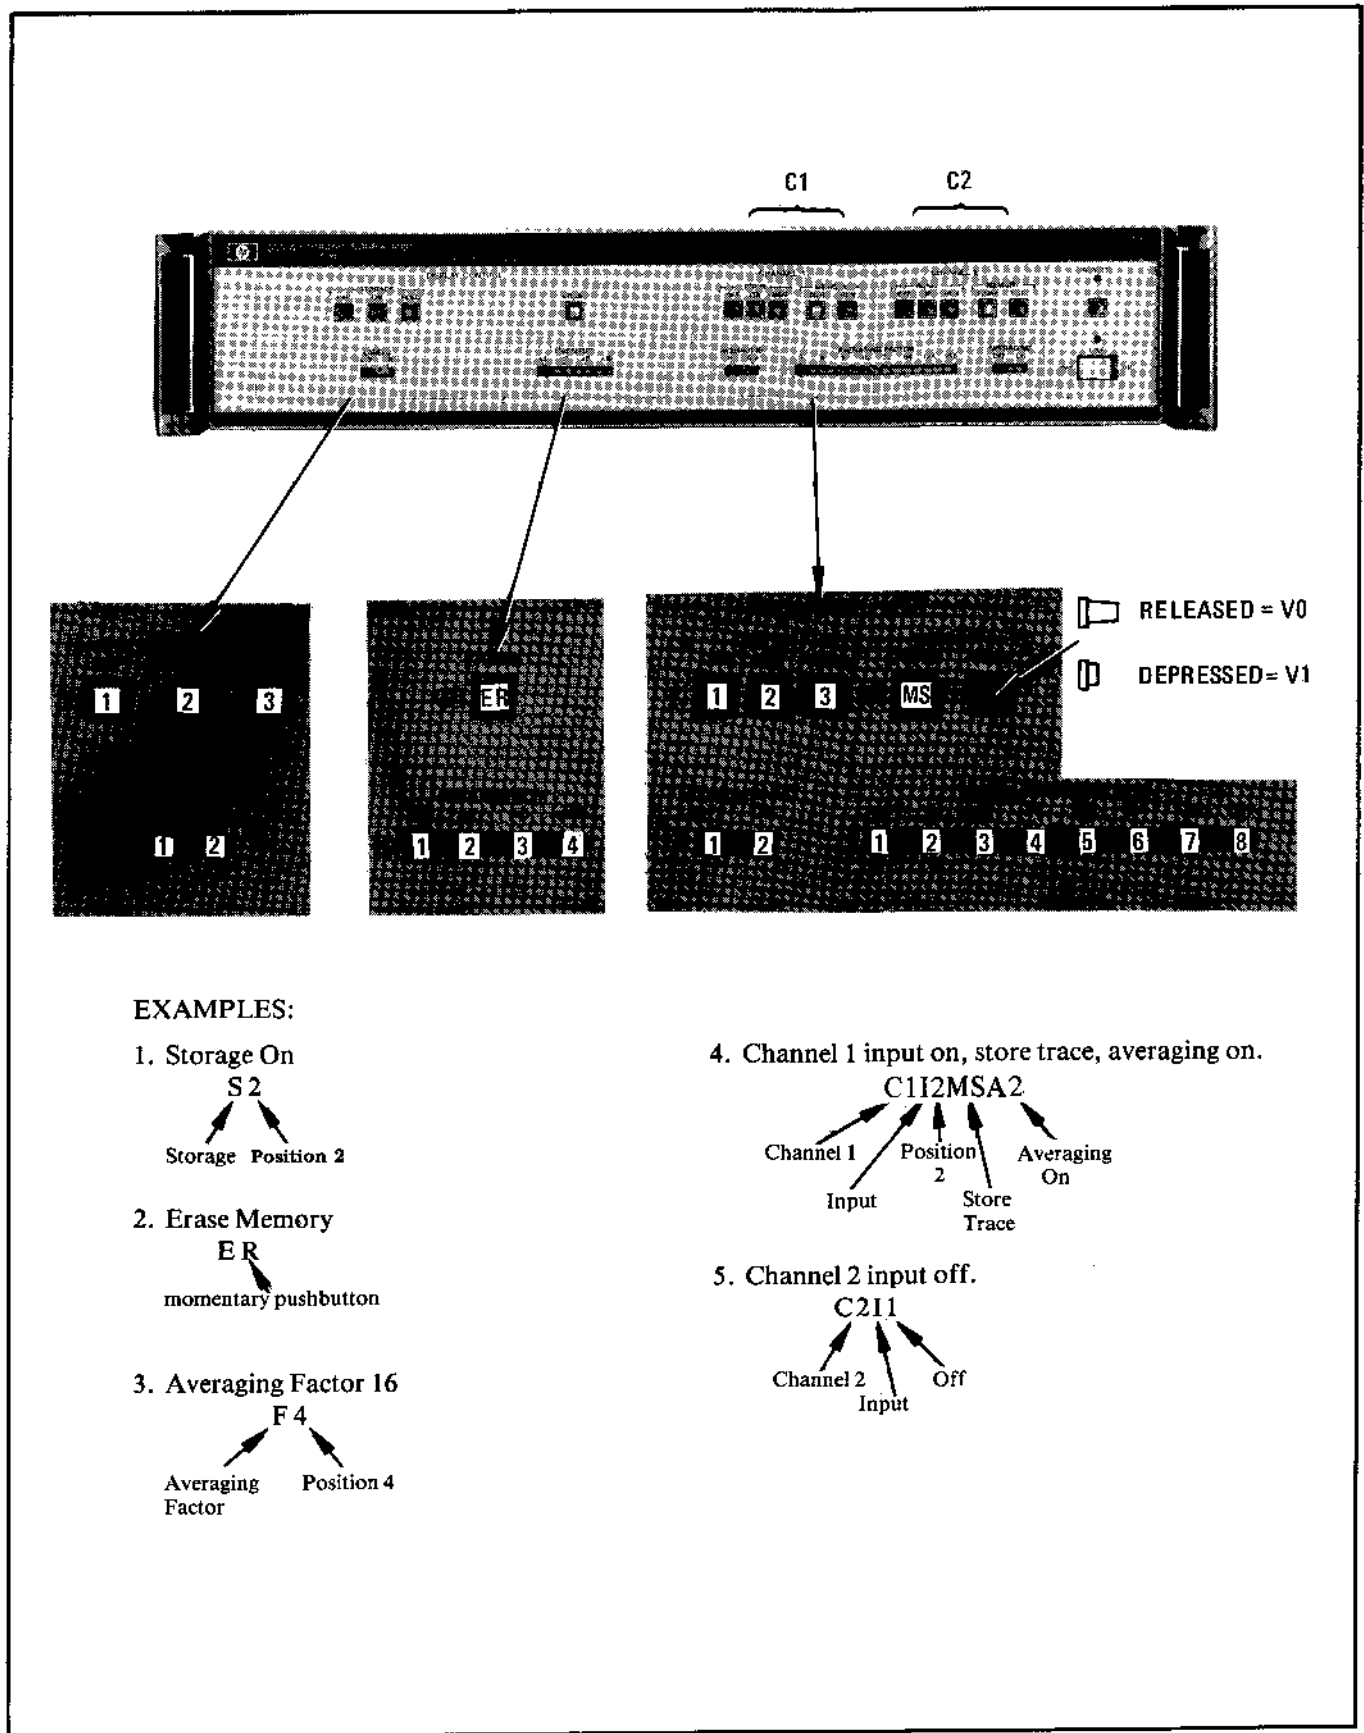 C1 C2
hp
RELEASED = V0
DEPRESSED = V1
1 2 3
ER
1 2 3 MS
1 2
1 2 3 4
1 2 1 2 3 4 5 6 7 8
EXAMPLES:
1. Storage On
S 2
Storage Position 2
2. Erase Memory
E R
momentary pushbutton
3. Averaging Factor 16
F 4
Averaging Position 4
Factor
4. Channel 1 input on, store trace, averaging on.
C1I2MSA2
Channel 1 Position Averaging
2 On
Input Store
Trace
5. Channel 2 input off.
C2I1
Channel 2 Off
Input